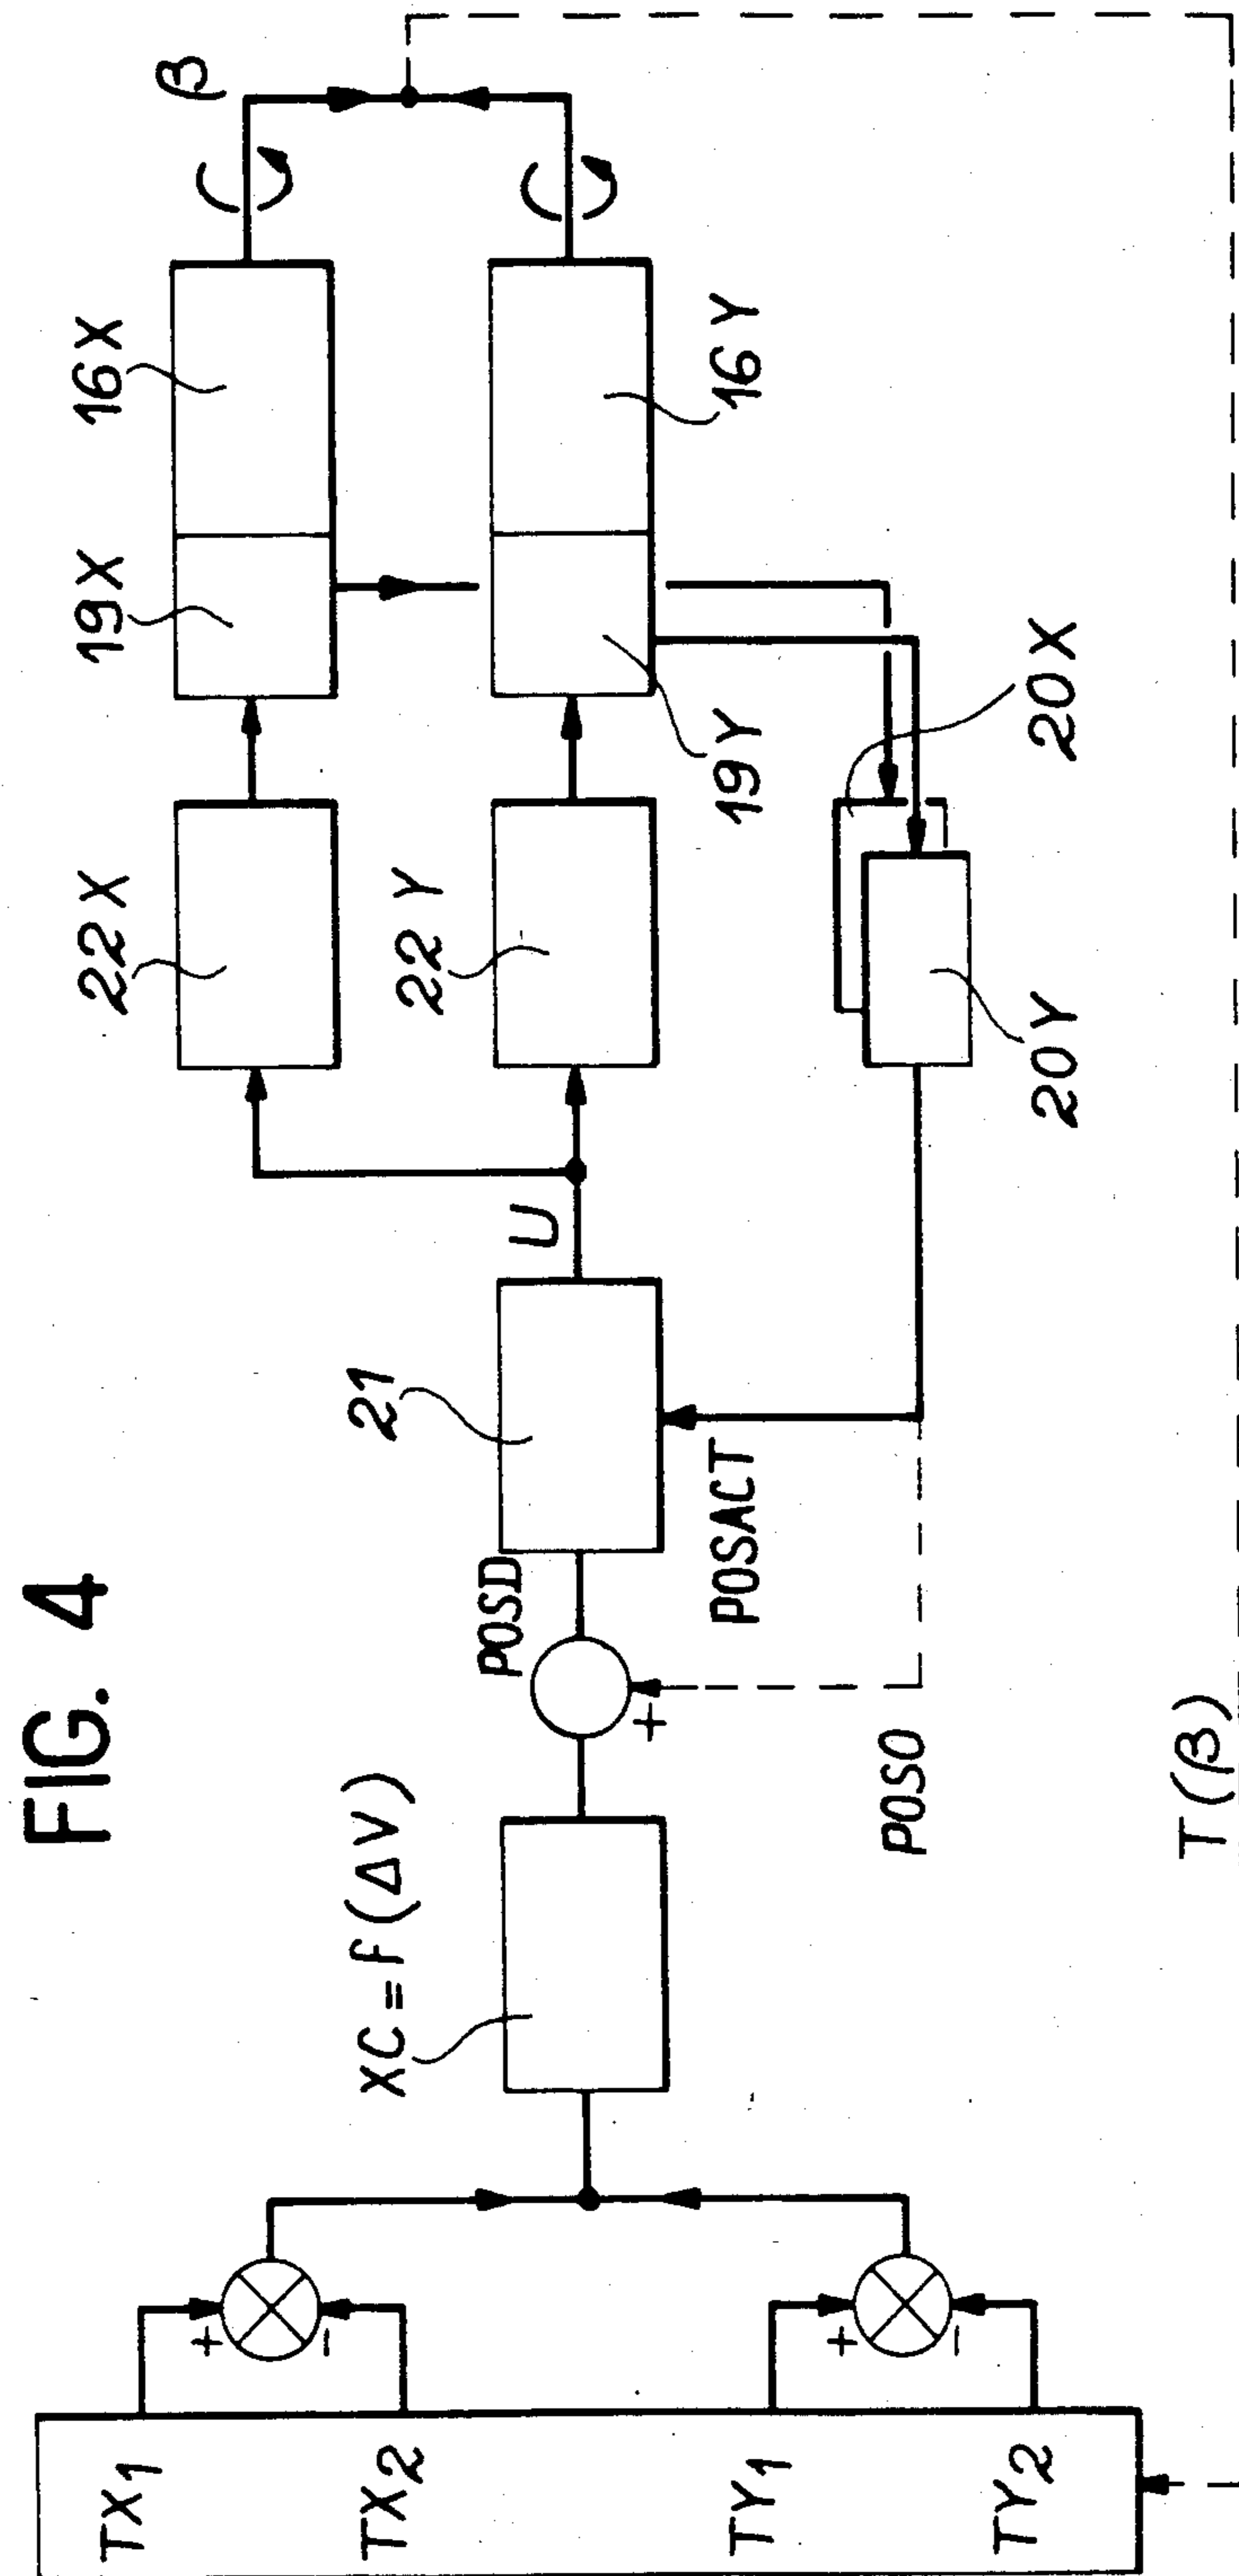 FIG. 4
TX1
TX2
TY1
TY2
+
-
+
-
XC = f (ΔV)
+
POSO
POSD
POSACT
21
U
22X
22Y
20X
20Y
19X
19Y
16X
16Y
β
T(β)